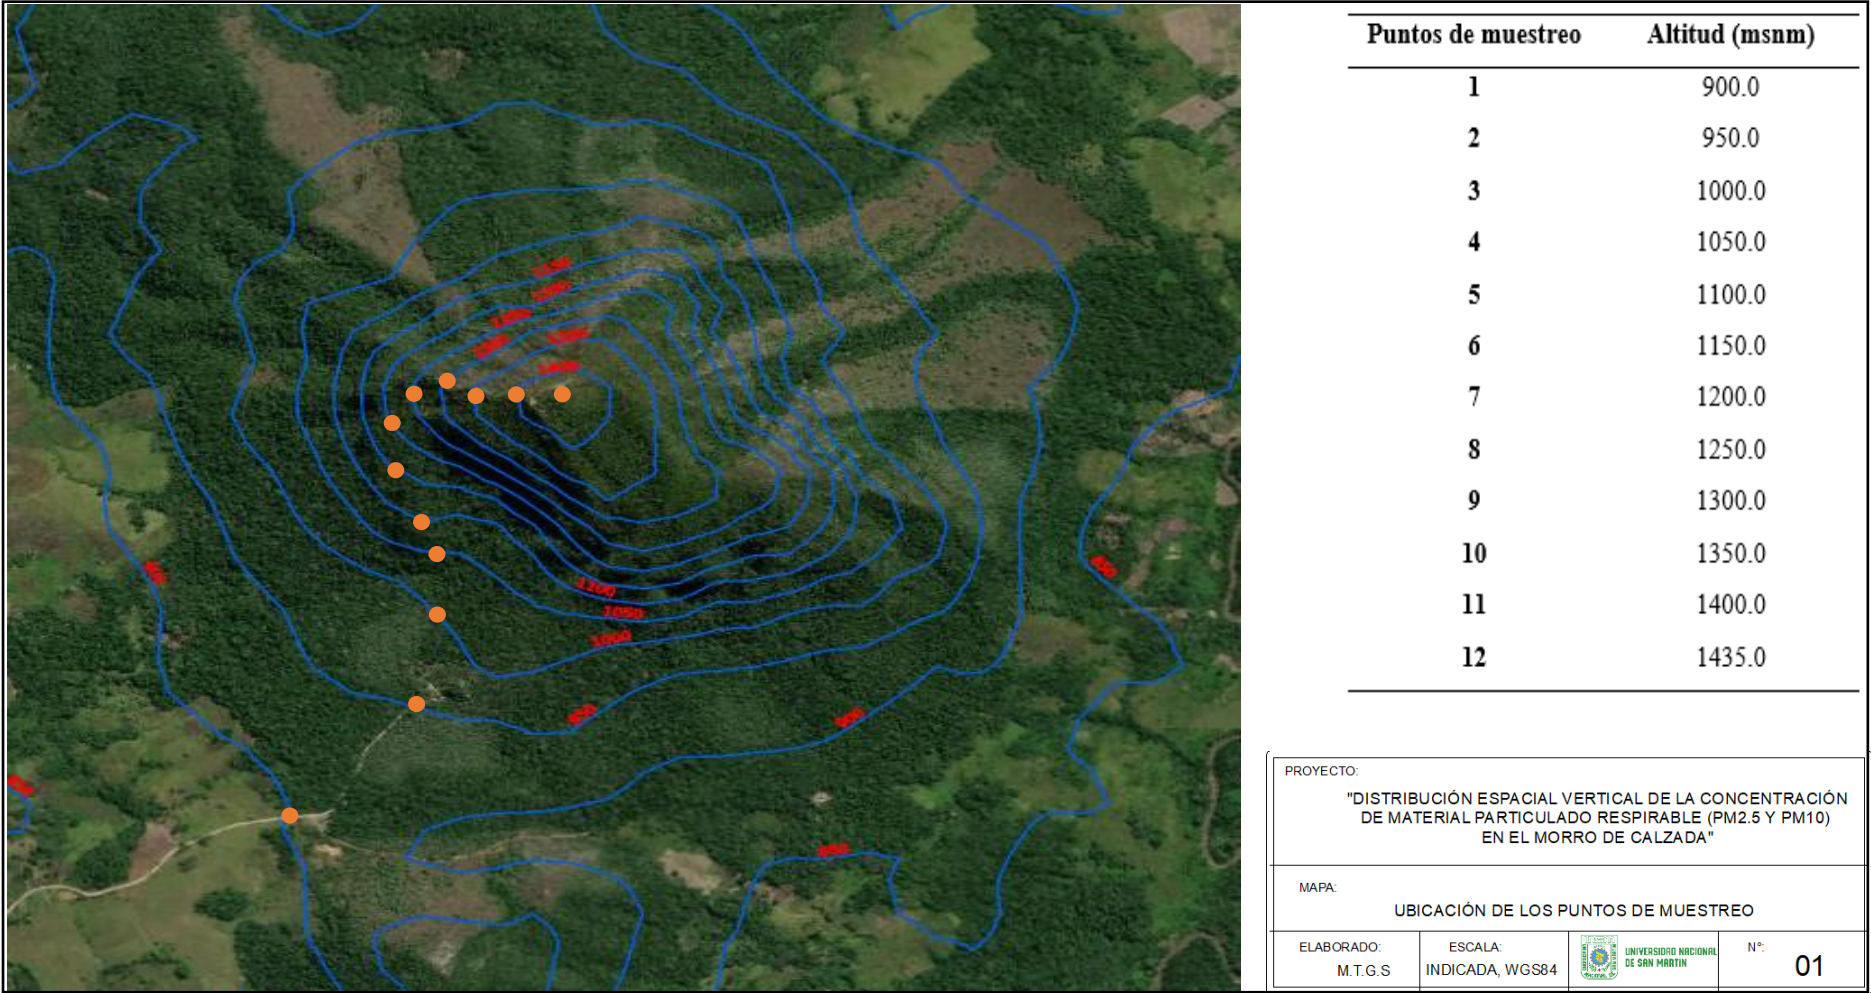 Puntos de muestreo Altitud (msnm)
1 900.0
2 950.0
3 1000.0
4 1050.0
5 1100.0
6 1150.0
7 1200.0
8 1250.0
9 1300.0
10 1350.0
11 1400.0
12 1435.0
1100
1050
1000
950
900
850
850
PROYECTO:
"DISTRIBUCIÓN ESPACIAL VERTICAL DE LA CONCENTRACIÓN
DE MATERIAL PARTICULADO RESPIRABLE (PM2.5 Y PM10)
EN EL MORRO DE CALZADA"
MAPA:
UBICACIÓN DE LOS PUNTOS DE MUESTREO
ELABORADO:
M.T.G.S
ESCALA:
INDICADA, WGS84
UNIVERSIDAD NACIONAL
DE SAN MARTIN
N°:
01